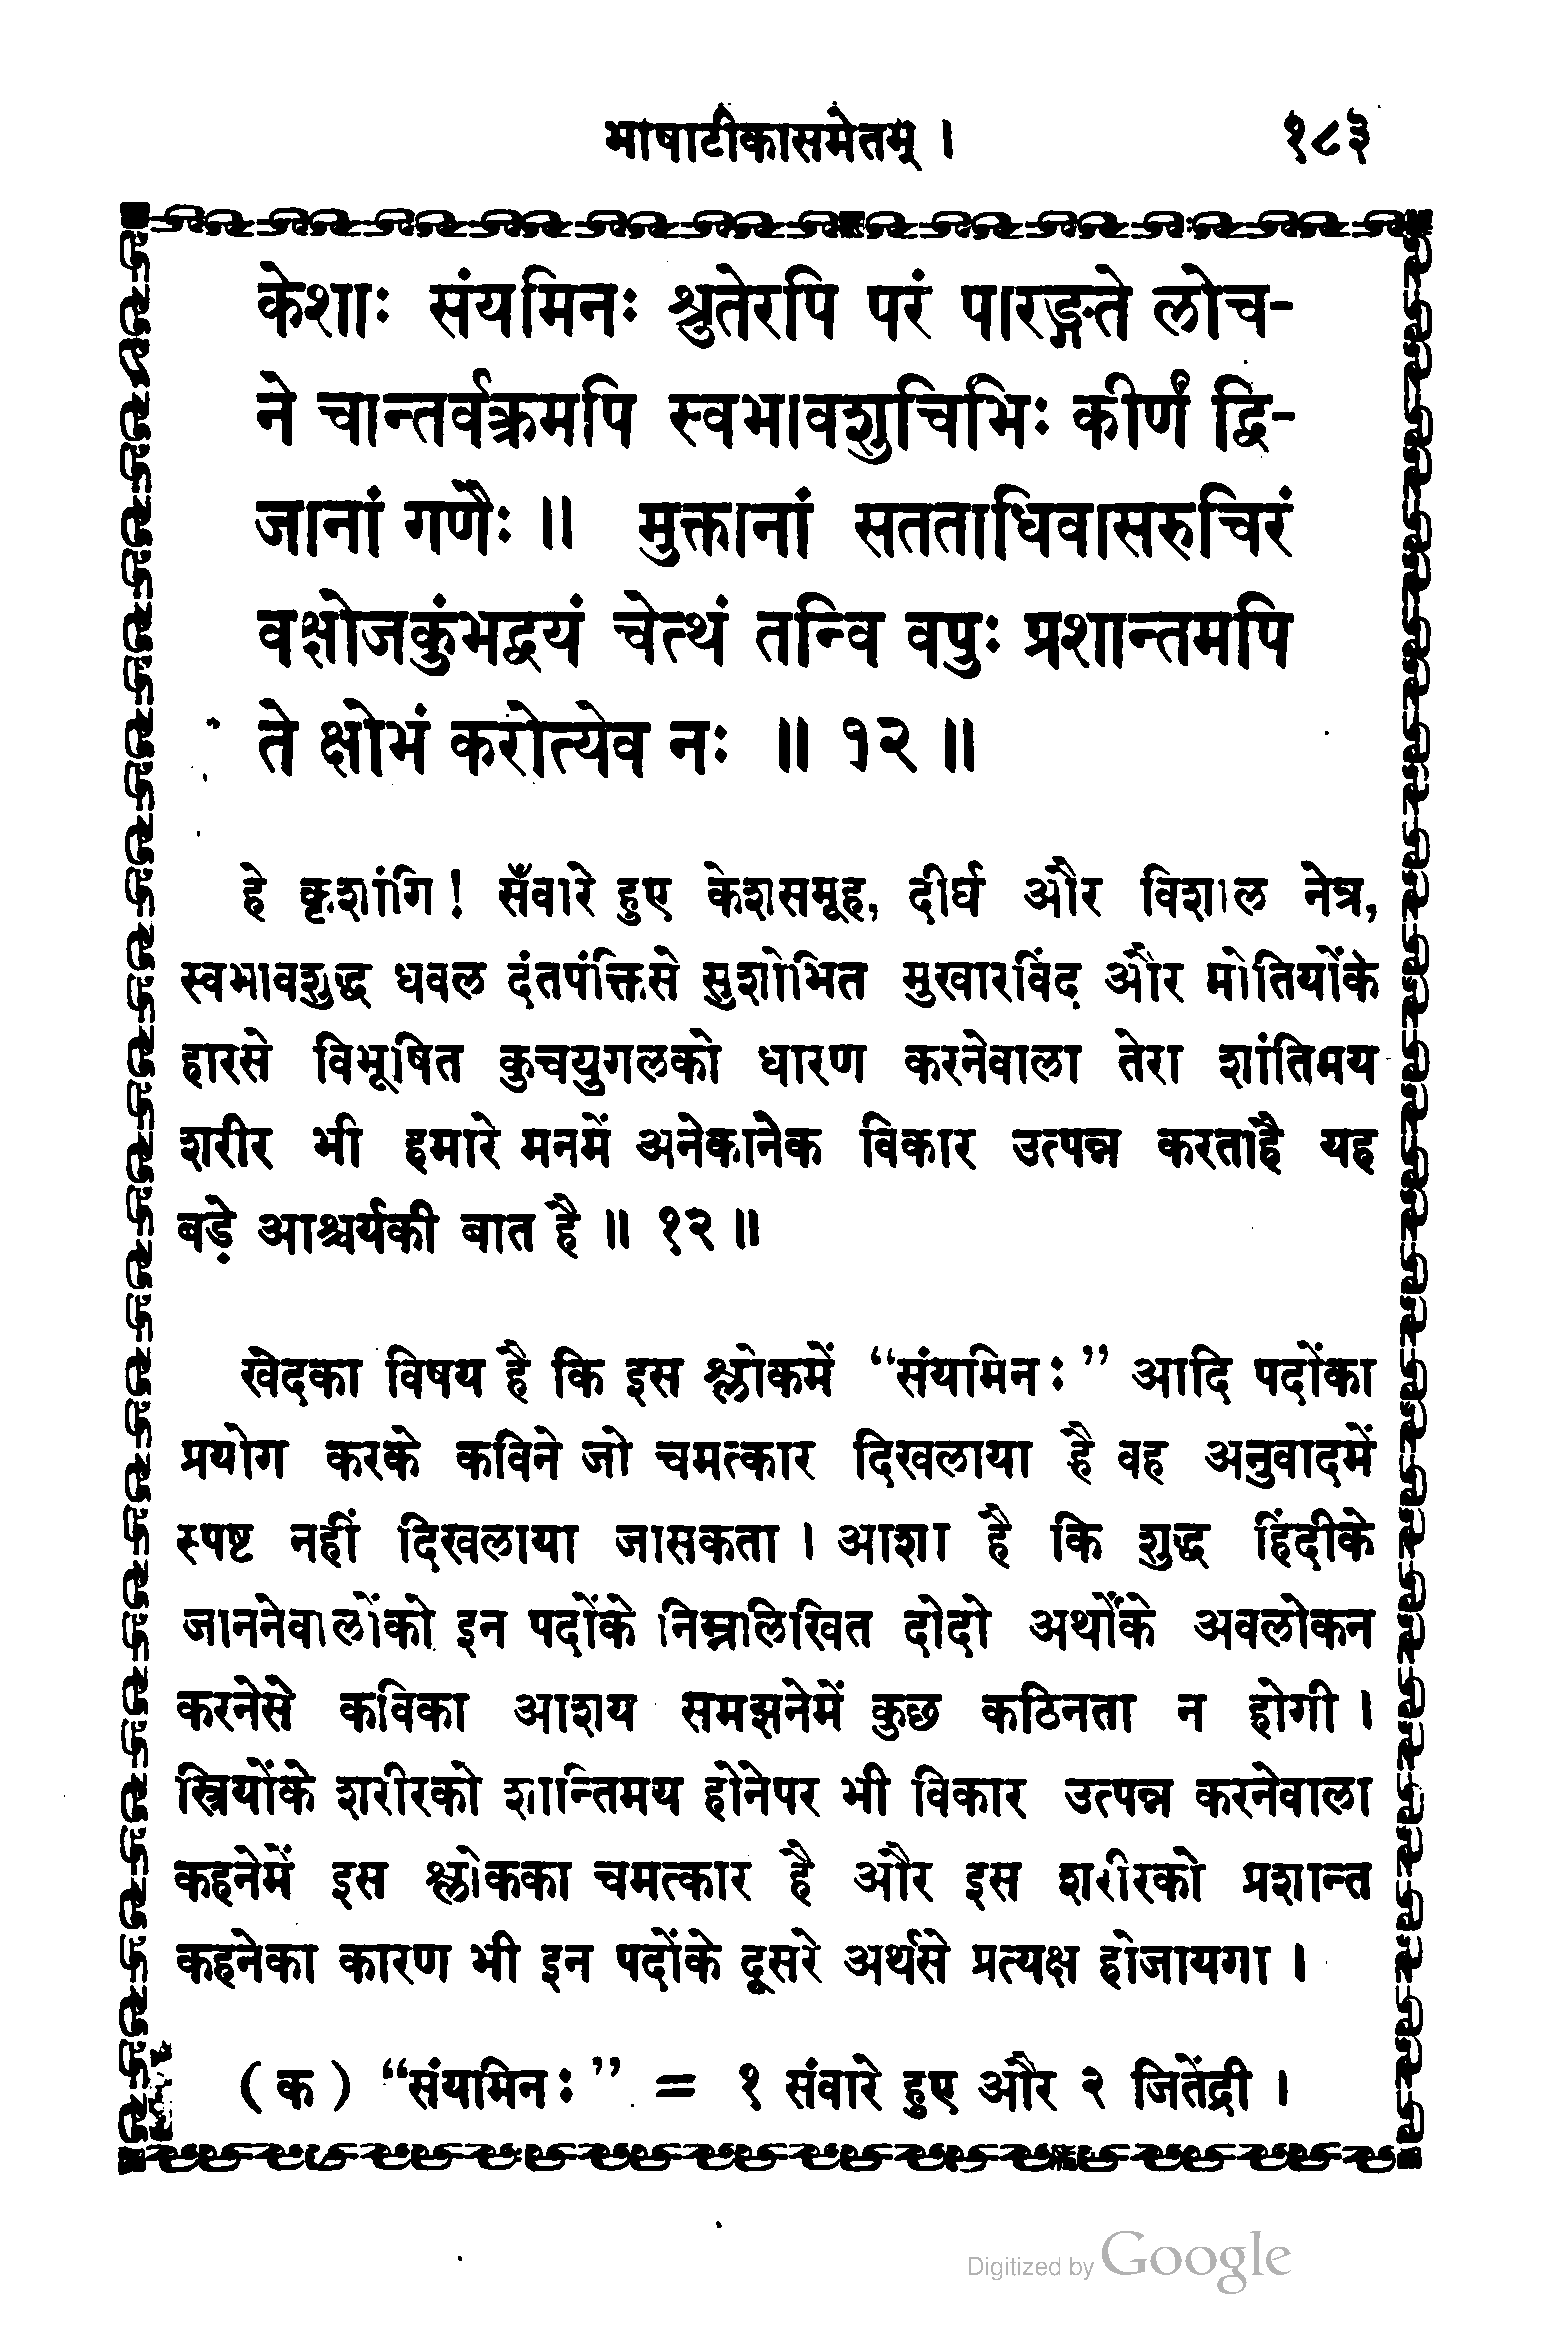 भाषाटीकासमेतम् । १८३
केशाः संयमिनः श्रुतेरपि परं पारङ्गते लोच-
ने चान्तर्वक्रमपि स्वभावशुचिभिः कीर्णं द्वि-
जानां गणैः ॥ मुक्तानां सतताधिवासरुचिरं
वक्षोजकुंभद्वयं चेत्थं तन्वि वपुः प्रशान्तमपि
ते क्षोभं करोत्येव नः ॥ १२ ॥
हे कृशांगि! सँवारे हुए केशसमूह, दीर्घ और विशाल नेत्र,
स्वभावशुद्ध धवल दंतपंक्तिसे सुशोभित मुखारविंद और मोतियोंके
हारसे विभूषित कुचयुगलको धारण करनेवाला तेरा शांतिमय
शरीर भी हमारे मनमें अनेकानेक विकार उत्पन्न करताहै यह
बड़े आश्चर्यकी बात है ॥ १२ ॥
खेदका विषय है कि इस श्लोकमें “संयमिनः” आदि पदोंका
प्रयोग करके कविने जो चमत्कार दिखलाया है वह अनुवादमें
स्पष्ट नहीं दिखलाया जासकता । आशा है कि शुद्ध हिंदीके
जाननेवालोंको इन पदोंके निम्नलिखित दोदो अर्थोंके अवलोकन
करनेसे कविका आशय समझनेमें कुछ कठिनता न होगी ।
स्त्रियोंके शरीरको शान्तिमय होनेपर भी विकार उत्पन्न करनेवाला
कहनेमें इस श्लोकका चमत्कार है और इस शरीरको प्रशान्त
कहनेका कारण भी इन पदोंके दूसरे अर्थसे प्रत्यक्ष होजायगा ।
( क ) “संयमिनः” = १ संवारे हुए और २ जितेंद्री ।
Digitized by Google